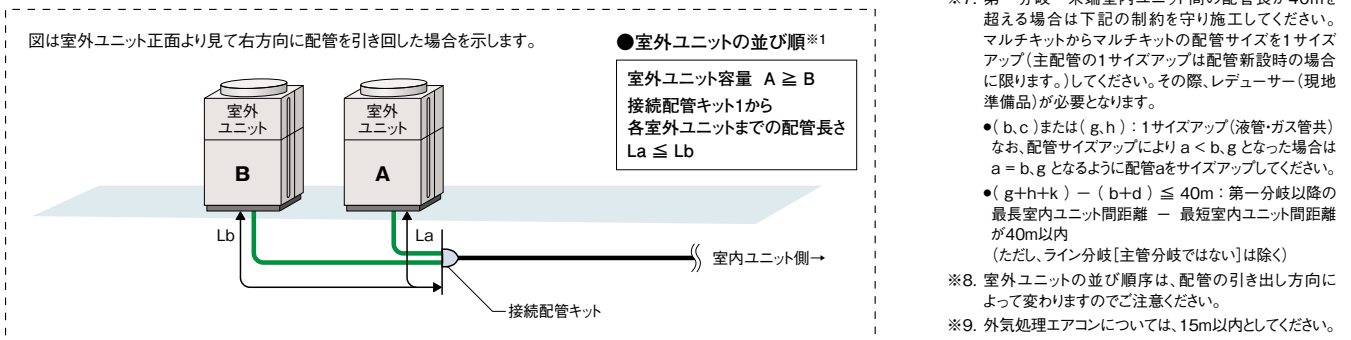 図は室外ユニット正面より見て右方向に配管を引き回した場合を示します。
●室外ユニットの並び順※1
室外ユニット容量 A ≧ B
接続配管キット1から
各室外ユニットまでの配管長さ
La ≦ Lb
室外
ユニット
B
室外
ユニット
A
Lb
La
室内ユニット側→
接続配管キット
超える場合は下記の制約を守り施工してください。
マルチキットからマルチキットの配管サイズを1サイズ
アップ(主配管の1サイズアップは配管新設時の場合
に限ります。)してください。その際、レデューサー(現地
準備品)が必要となります。
●( b,c )または( g,h ):1サイズアップ(液管・ガス管共)
なお、配管サイズアップにより a < b,g となった場合は
a = b,g となるように配管aをサイズアップしてください。
●( g+h+k ) − ( b+d ) ≦ 40m:第一分岐以降の
最長室内ユニット間距離 − 最短室内ユニット間距離
が40m以内
(ただし、ライン分岐[主管分岐ではない]は除く)
※8. 室外ユニットの並び順序は、配管の引き出し方向に
よって変わりますのでご注意ください。
※9. 外気処理エアコンについては、15m以内としてください。